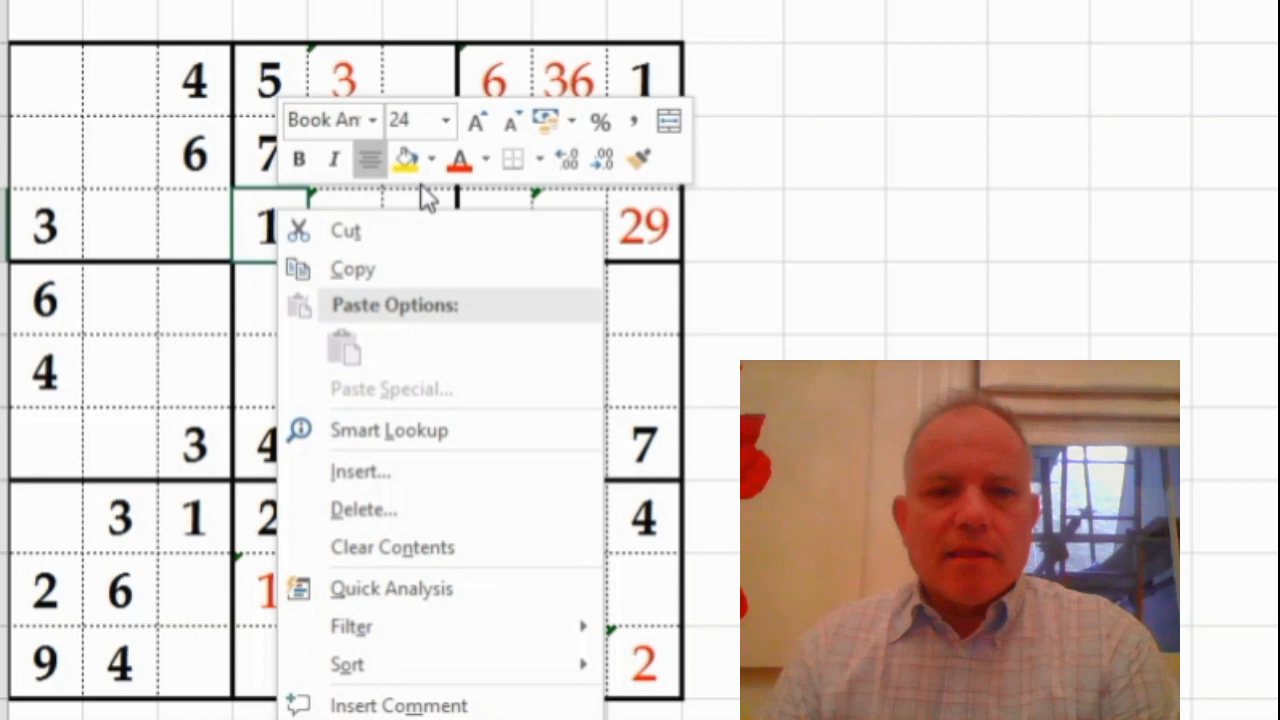 4 5 3 6 36 1
Book An 24 %
6 7
B I A .00 .00
3 1 29
Cut
Copy
6
Paste Options:
4
Paste Special...
3 4 7
Smart Lookup
Insert...
3 1 2 4
Delete...
Clear Contents
2 6 1
Quick Analysis
Filter
9 4 2
Sort
Insert Comment